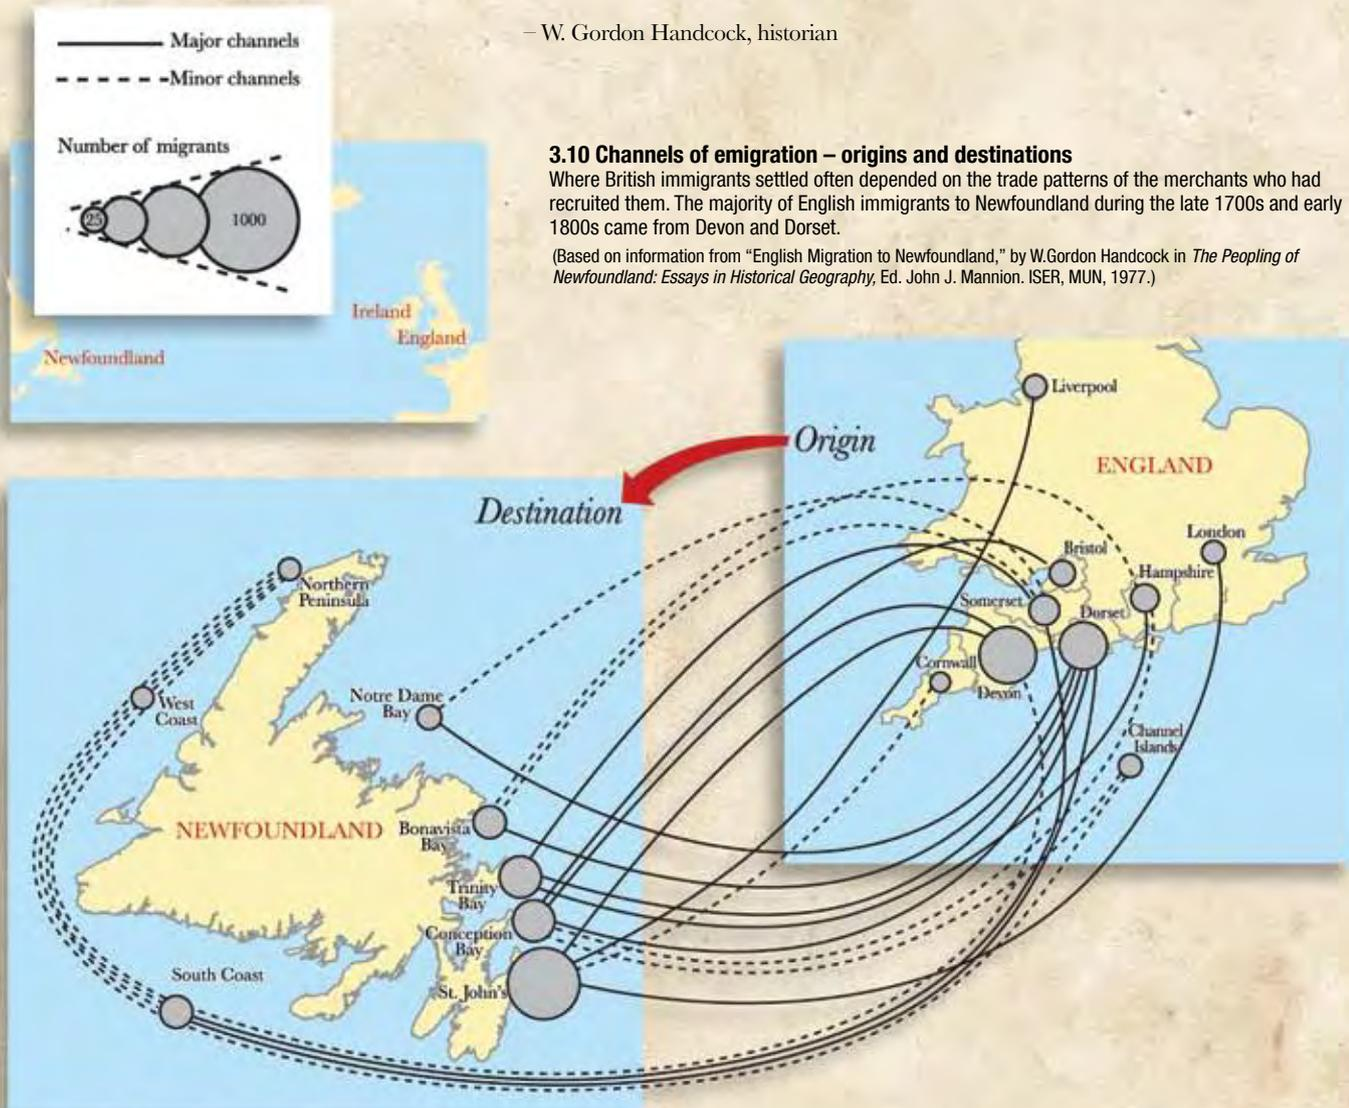 – W. Gordon Handcock, historian
Major channels
Minor channels
Number of migrants
25
1000
Ireland
England
Newfoundland
3.10 Channels of emigration – origins and destinations
Where British immigrants settled often depended on the trade patterns of the merchants who had
recruited them. The majority of English immigrants to Newfoundland during the late 1700s and early
1800s came from Devon and Dorset.
(Based on information from “English Migration to Newfoundland,” by W.Gordon Handcock in The Peopling of
Newfoundland: Essays in Historical Geography, Ed. John J. Mannion. ISER, MUN, 1977.)
Origin
Destination
Liverpool
ENGLAND
London
Bristol
Hampshire
Somerset
Dorset
Cornwall
Devon
Channel
Islands
Northern
Peninsula
West
Coast
Notre Dame
Bay
NEWFOUNDLAND
Bonavista
Bay
Trinity
Bay
Conception
Bay
South Coast
St. John's